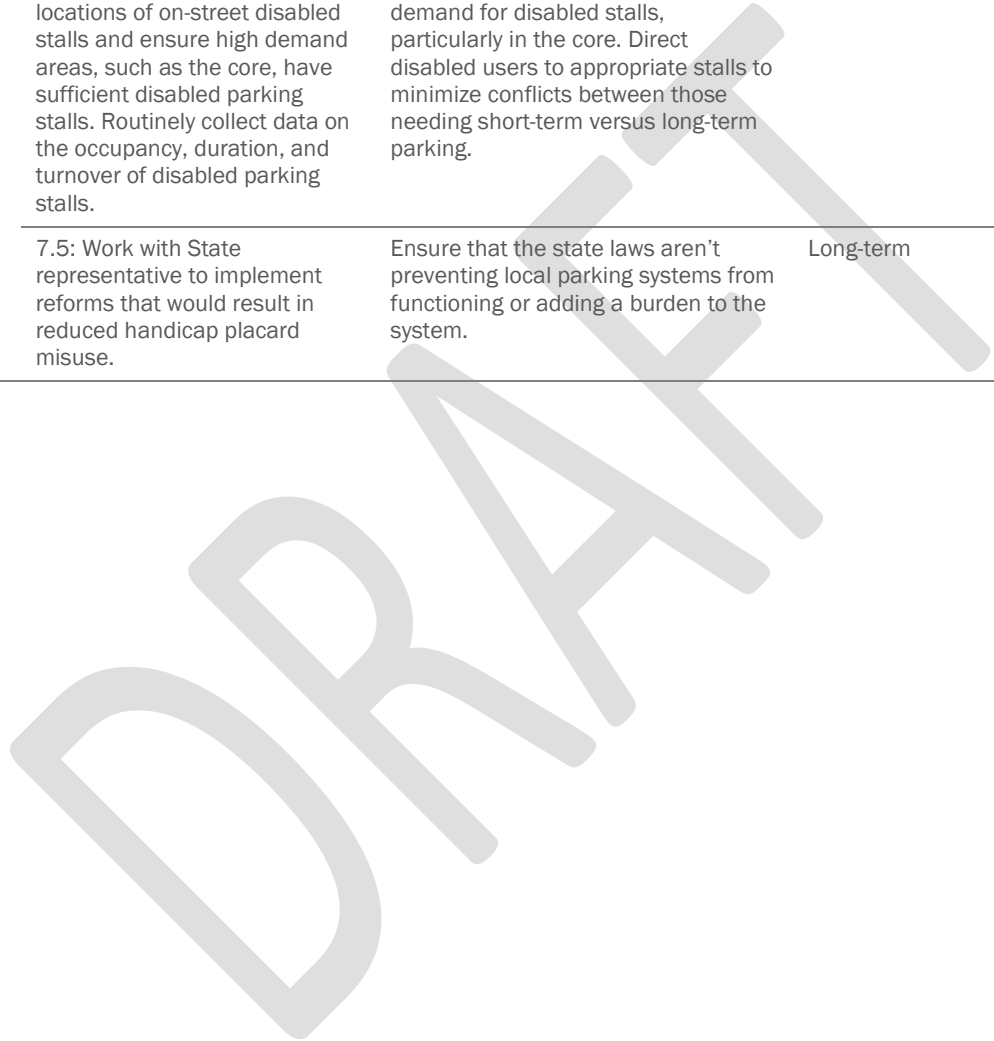 locations of on-street disabled
stalls and ensure high demand
areas, such as the core, have
sufficient disabled parking
stalls. Routinely collect data on
the occupancy, duration, and
turnover of disabled parking
stalls.
demand for disabled stalls,
particularly in the core. Direct
disabled users to appropriate stalls to
minimize conflicts between those
needing short-term versus long-term
parking.
7.5: Work with State
representative to implement
reforms that would result in
reduced handicap placard
misuse.
Ensure that the state laws aren't
preventing local parking systems from
functioning or adding a burden to the
system.
Long-term
DRAFT